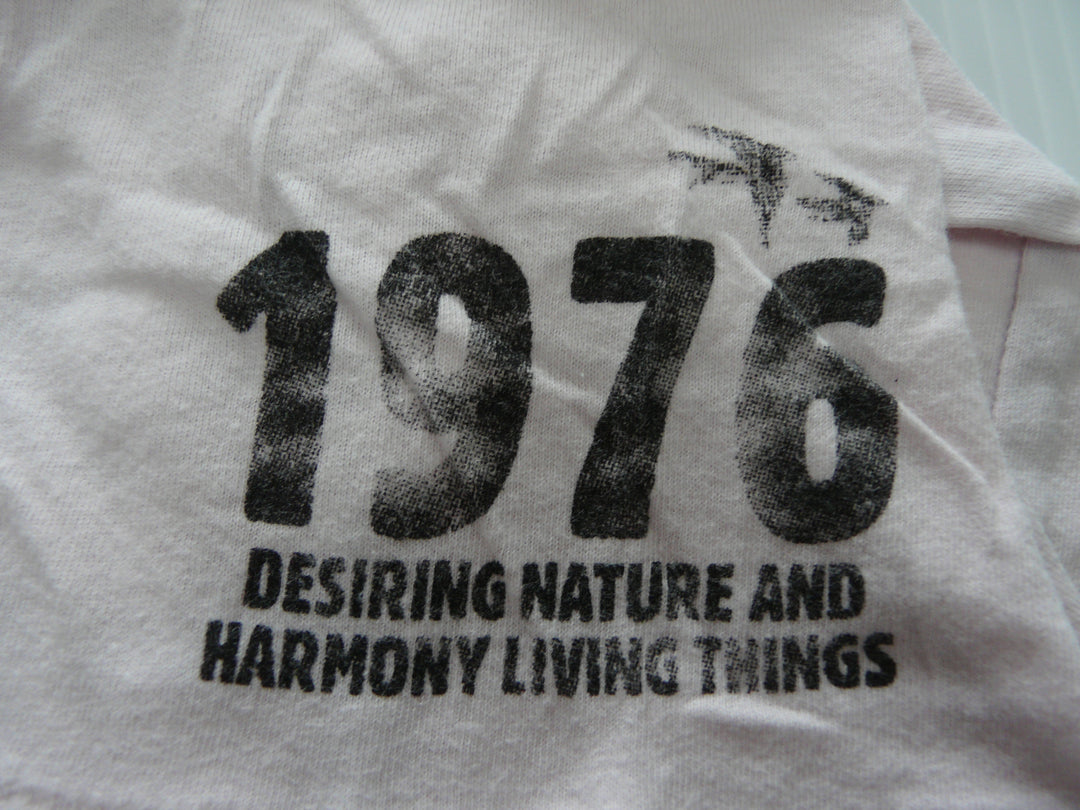 1976
DESIRING NATURE AND
HARMONY LIVING THINGS